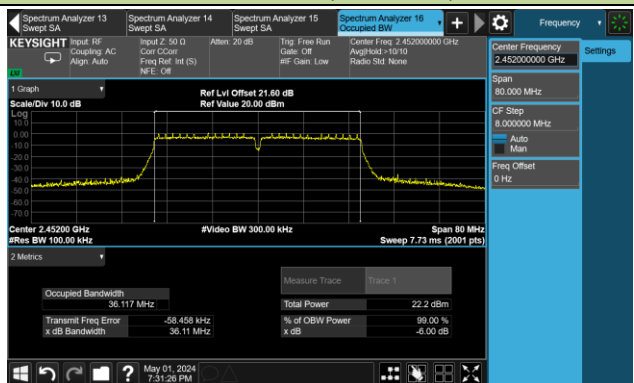 Spectrum Analyzer 13
Swept SA
Spectrum Analyzer 14
Swept SA
Spectrum Analyzer 15
Swept SA
Spectrum Analyzer 16
Occupied BW
Frequency
KEYSIGHT
Input: RF
Coupling: AC
Align: Auto
Input Z: 50 Ω
Corr CCorr
Freq Ref: Int (S)
NFE: Off
Atten: 20 dB
Trig: Free Run
Gate: Off
#IF Gain: Low
Center Freq: 2.452000000 GHz
Avg|Hold:>10/10
Radio Std: None
Center Frequency
2.452000000 GHz
Settings
Span
80.000 MHz
CF Step
8.000000 MHz
Auto
Man
Freq Offset
0 Hz
1 Graph
Scale/Div 10.0 dB
Ref Lvl Offset 21.60 dB
Ref Value 20.00 dBm
Log
10.0
0.00
-10.0
-20.0
-30.0
-40.0
-50.0
-60.0
-70.0
Center 2.45200 GHz
#Video BW 300.00 kHz
Span 80 MHz
#Res BW 100.00 kHz
Sweep 7.73 ms (2001 pts)
2 Metrics
Measure Trace
Trace 1
Occupied Bandwidth
36.117 MHz
Total Power
22.2 dBm
Transmit Freq Error
-58.458 kHz
% of OBW Power
99.00 %
x dB Bandwidth
36.11 MHz
x dB
-6.00 dB
May 01, 2024
7:31:26 PM